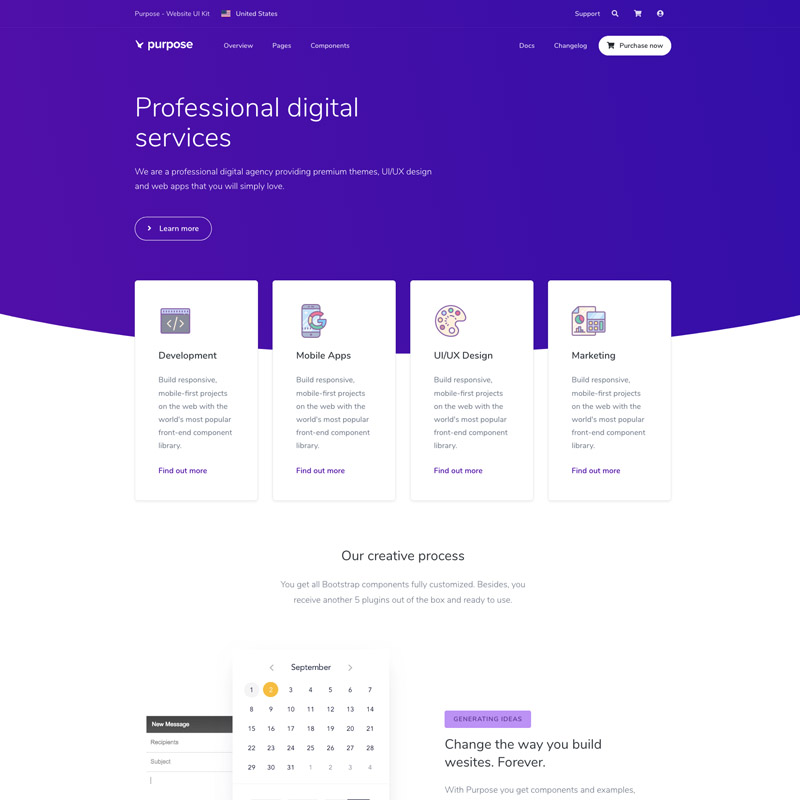 Purpose - Website UI Kit United States Support
purpose Overview Pages Components Docs Changelog Purchase now
Professional digital
services
We are a professional digital agency providing premium themes, UI/UX design
and web apps that you will simply love.
Learn more
Development
Build responsive,
mobile-first projects
on the web with the
world's most popular
front-end component
library.
Find out more
Mobile Apps
Build responsive,
mobile-first projects
on the web with the
world's most popular
front-end component
library.
Find out more
UI/UX Design
Build responsive,
mobile-first projects
on the web with the
world's most popular
front-end component
library.
Find out more
Marketing
Build responsive,
mobile-first projects
on the web with the
world's most popular
front-end component
library.
Find out more
Our creative process
You get all Bootstrap components fully customized. Besides, you
receive another 5 plugins out of the box and ready to use.
New Message
Recipients
Subject
September
1 2 3 4 5 6 7
8 9 10 11 12 13 14
15 16 17 18 19 20 21
22 23 24 25 26 27 28
29 30 31 1 2 3 4
GENERATING IDEAS
Change the way you build
wesites. Forever.
With Purpose you get components and examples,